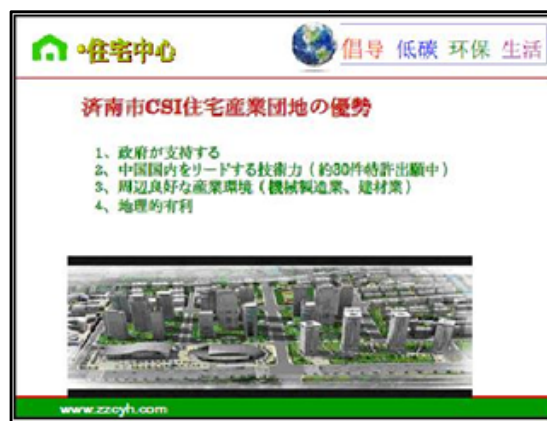 ·住宅中心
倡导 低碳 环保 生活
済南市CSI住宅産業団地の優勢
1、政府が支持する
2、中国国内をリードする技術力(約30件特許出願中)
3、周辺良好な産業環境(機械製造業、建材業)
4、地理的有利
www.zzcyh.com